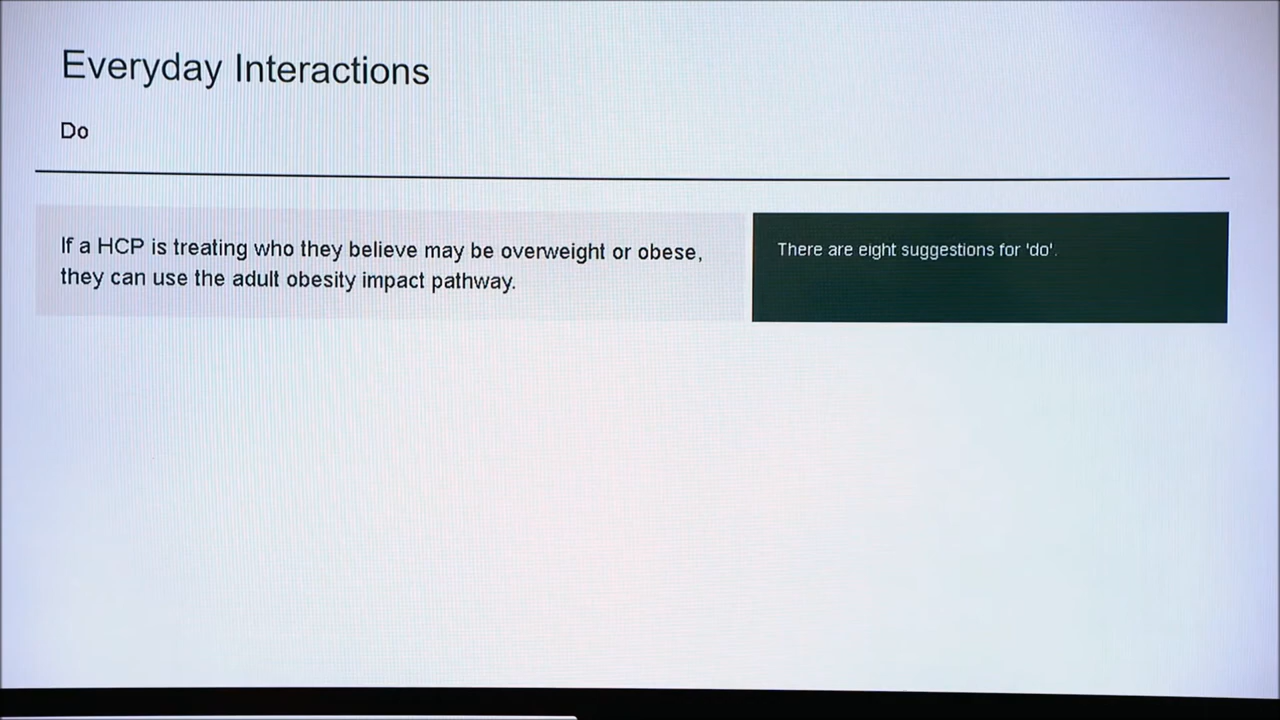 Everyday Interactions
Do
If a HCP is treating who they believe may be overweight or obese,
they can use the adult obesity impact pathway.
There are eight suggestions for 'do'.